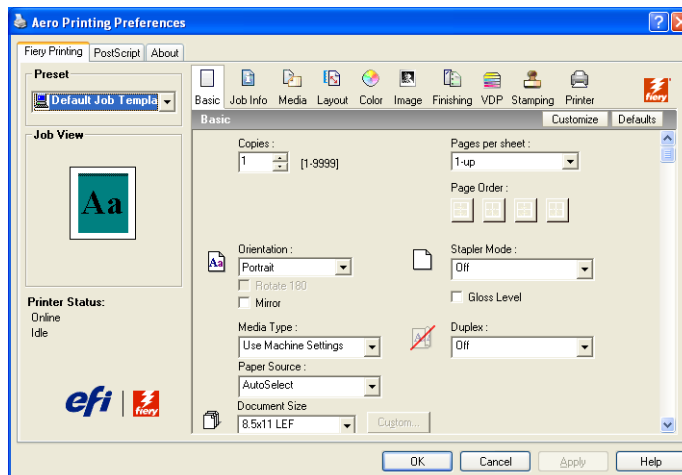 Aero Printing Preferences
Fiery Printing PostScript About
Preset
Default Job Templa
Job View
Aa
Printer Status:
Online
Idle
efi fiery
Basic Job Info Media Layout Color Image Finishing VDP Stamping Printer
fiery
Basic Customize Defaults
Copies :
1 [1-9999]
Pages per sheet :
1-up
Page Order :
Orientation :
Aa Portrait
Rotate 180
Mirror
Stapler Mode :
Off
Gloss Level
Media Type :
Use Machine Settings
Duplex :
Off
Paper Source :
AutoSelect
Document Size
8.5x11 LEF Custom...
OK Cancel Apply Help